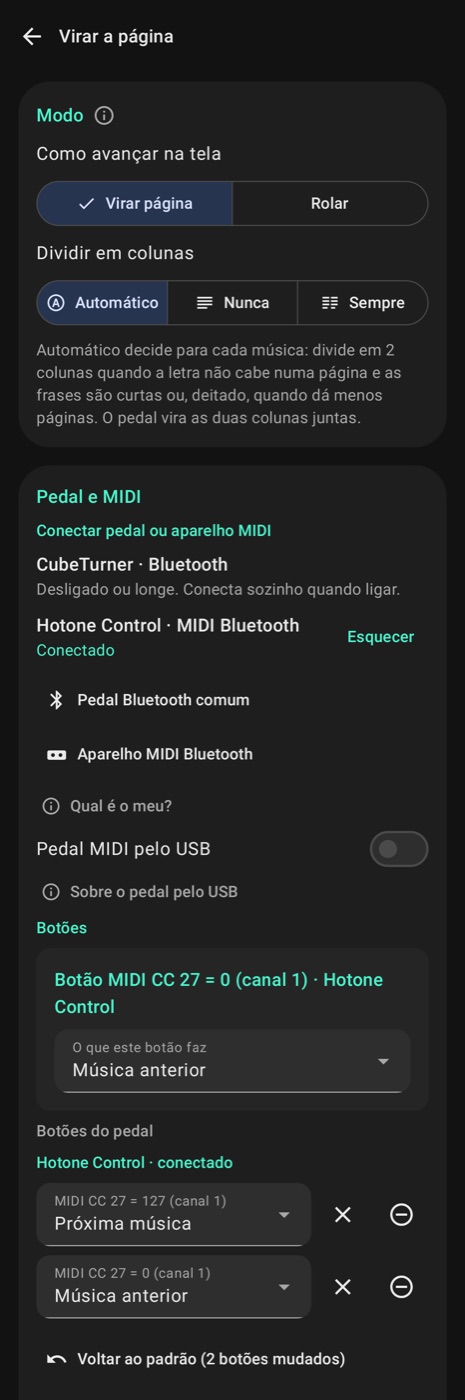 Virar a página
Modo
Como avançar na tela
Virar página
Rolar
Dividir em colunas
Automático
Nunca
Sempre
Automático decide para cada música: divide em 2
colunas quando a letra não cabe numa página e as
frases são curtas ou, deitado, quando dá menos
páginas. O pedal vira as duas colunas juntas.
Pedal e MIDI
Conectar pedal ou aparelho MIDI
CubeTurner · Bluetooth
Desligado ou longe. Conecta sozinho quando ligar.
Hotone Control · MIDI Bluetooth
Conectado
Esquecer
Pedal Bluetooth comum
Aparelho MIDI Bluetooth
Qual é o meu?
Pedal MIDI pelo USB
Sobre o pedal pelo USB
Botões
Botão MIDI CC 27 = 0 (canal 1) · Hotone
Control
O que este botão faz
Música anterior
Botões do pedal
Hotone Control · conectado
MIDI CC 27 = 127 (canal 1)
Próxima música
MIDI CC 27 = 0 (canal 1)
Música anterior
Voltar ao padrão (2 botões mudados)